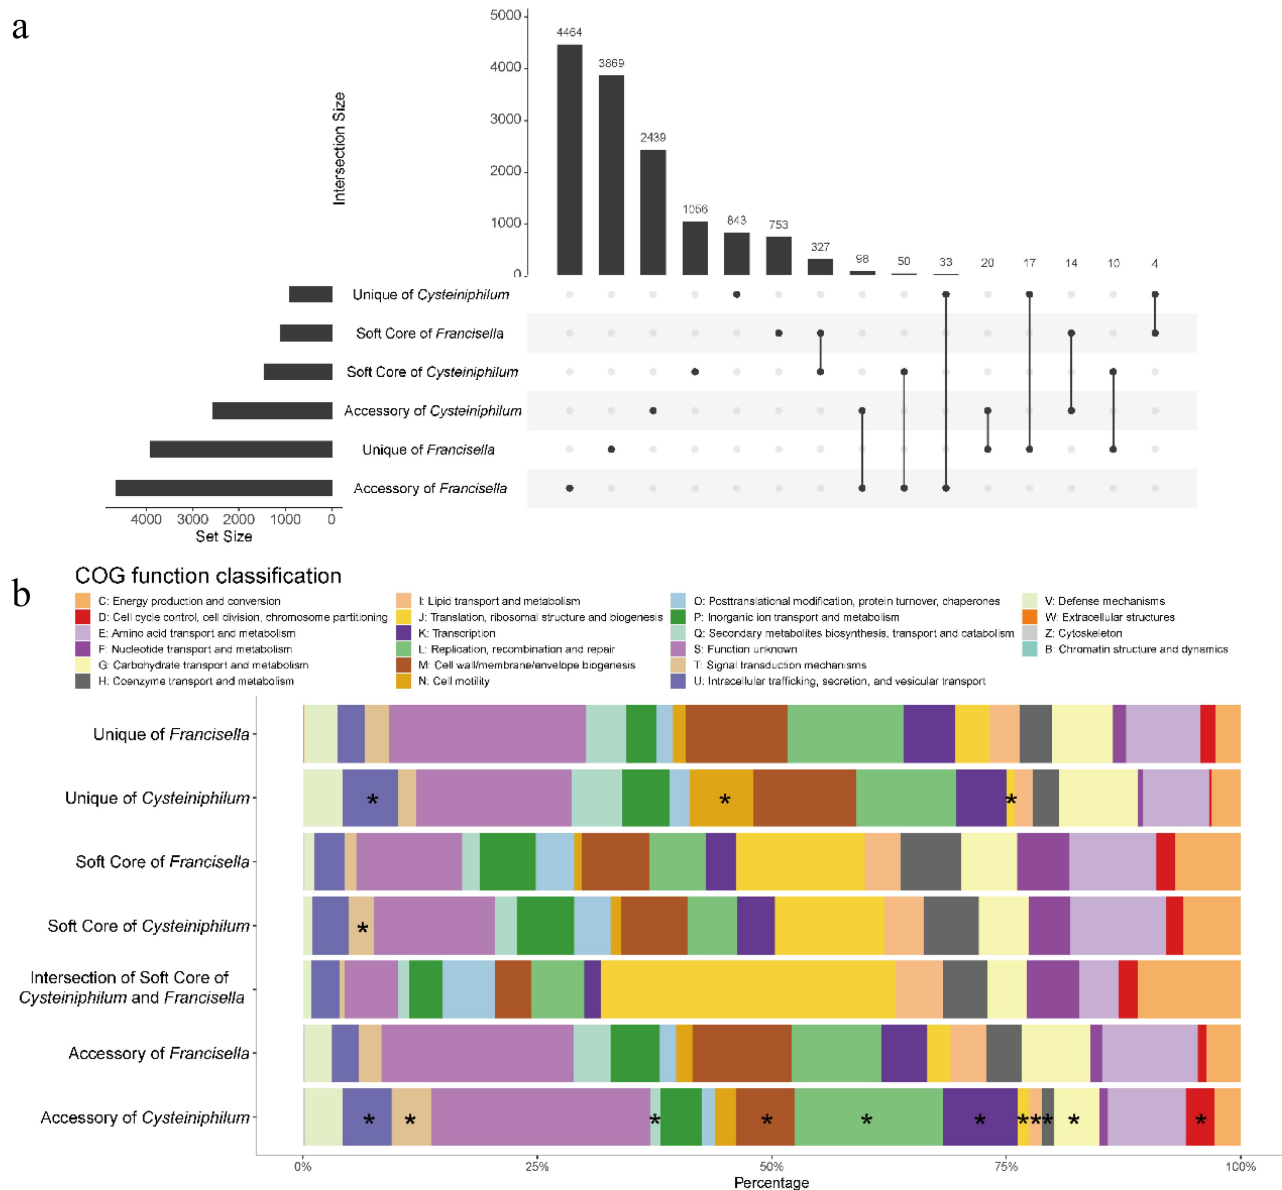 a
Intersection Size
5000
4000
3000
2000
1000
0
4464
3869
2439
1056
843
753
327
98
50
33
20
17
14
10
4
Unique of Cysteiniphilum
Soft Core of Francisella
Soft Core of Cysteiniphilum
Accessory of Cysteiniphilum
Unique of Francisella
Accessory of Francisella
4000 3000 2000 1000 0
Set Size
b
COG function classification
C: Energy production and conversion
D: Cell cycle control, cell division, chromosome partitioning
E: Amino acid transport and metabolism
F: Nucleotide transport and metabolism
G: Carbohydrate transport and metabolism
H: Coenzyme transport and metabolism
I: Lipid transport and metabolism
J: Translation, ribosomal structure and biogenesis
K: Transcription
L: Replication, recombination and repair
M: Cell wall/membrane/envelope biogenesis
N: Cell motility
O: Posttranslational modification, protein turnover, chaperones
P: Inorganic ion transport and metabolism
Q: Secondary metabolites biosynthesis, transport and catabolism
S: Function unknown
T: Signal transduction mechanisms
U: Intracellular trafficking, secretion, and vesicular transport
V: Defense mechanisms
W: Extracellular structures
Z: Cytoskeleton
B: Chromatin structure and dynamics
Unique of Francisella
Unique of Cysteiniphilum
* * *
Soft Core of Francisella
Soft Core of Cysteiniphilum
*
Intersection of Soft Core of
Cysteiniphilum and Francisella
Accessory of Francisella
Accessory of Cysteiniphilum
* * * * * * * * * * *
0% 25% 50% 75% 100%
Percentage